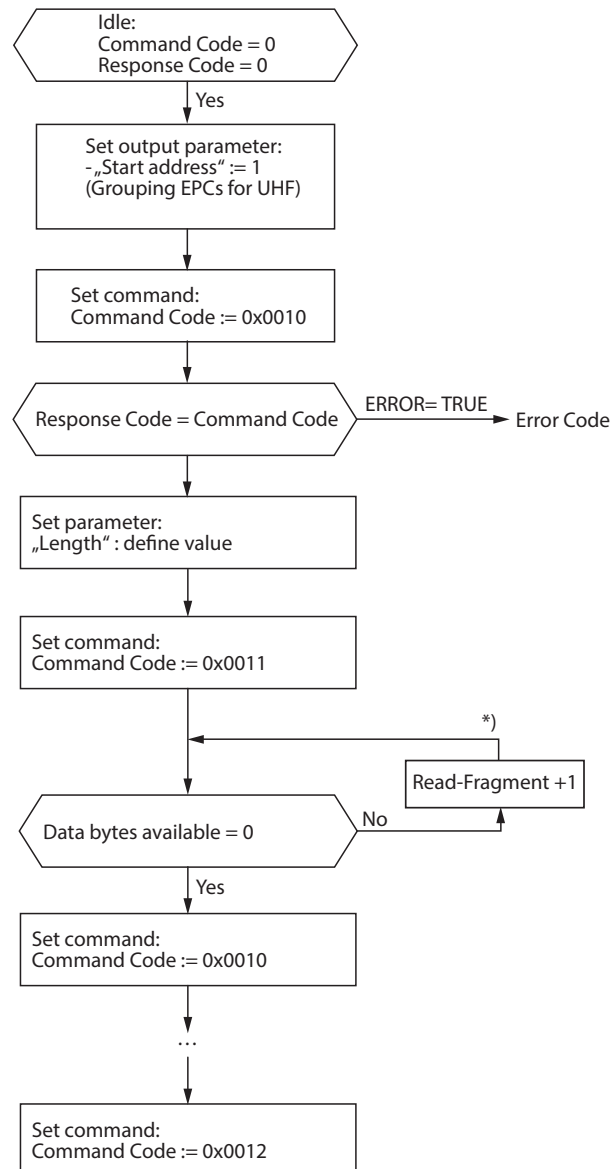 Idle:
Command Code = 0
Response Code = 0
Yes
Set output parameter:
-„Start address“ := 1
(Grouping EPCs for UHF)
Set command:
Command Code := 0x0010
Response Code = Command Code
ERROR= TRUE
Error Code
Set parameter:
„Length“ : define value
Set command:
Command Code := 0x0011
*)
Read-Fragment +1
Data bytes available = 0
No
Yes
Set command:
Command Code := 0x0010
...
Set command:
Command Code := 0x0012